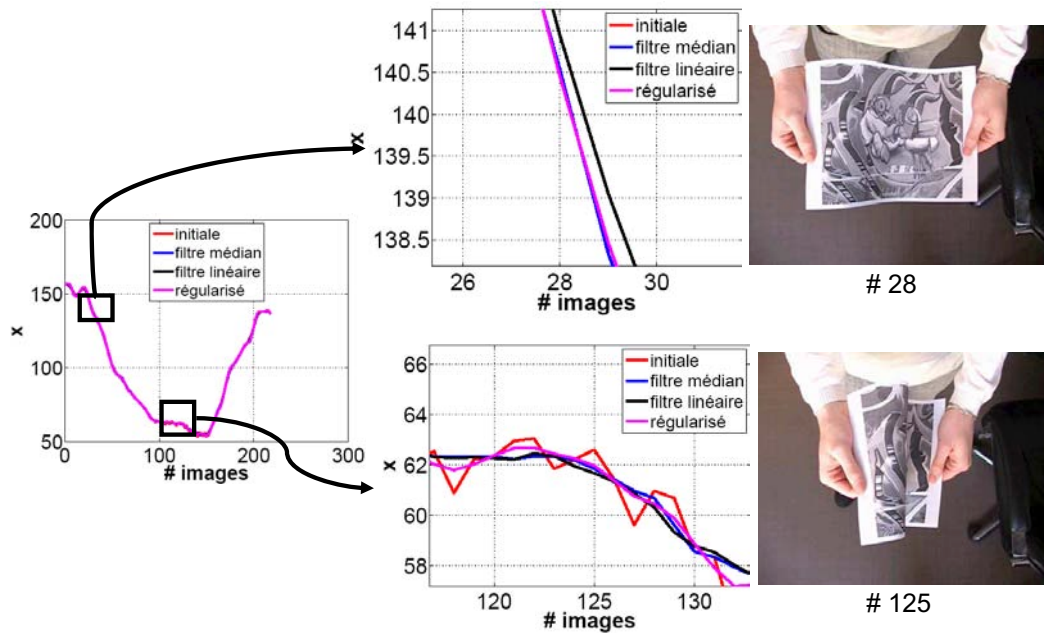 141
140.5
140
139.5
139
138.5
x
26
28
30
# images
initiale
filtre médian
filtre linéaire
régularisé
# 28
200
150
100
50
x
0
100
200
300
# images
initiale
filtre médian
filtre linéaire
régularisé
66
64
62
60
58
x
120
125
130
# images
initiale
filtre médian
filtre linéaire
régularisé
# 125